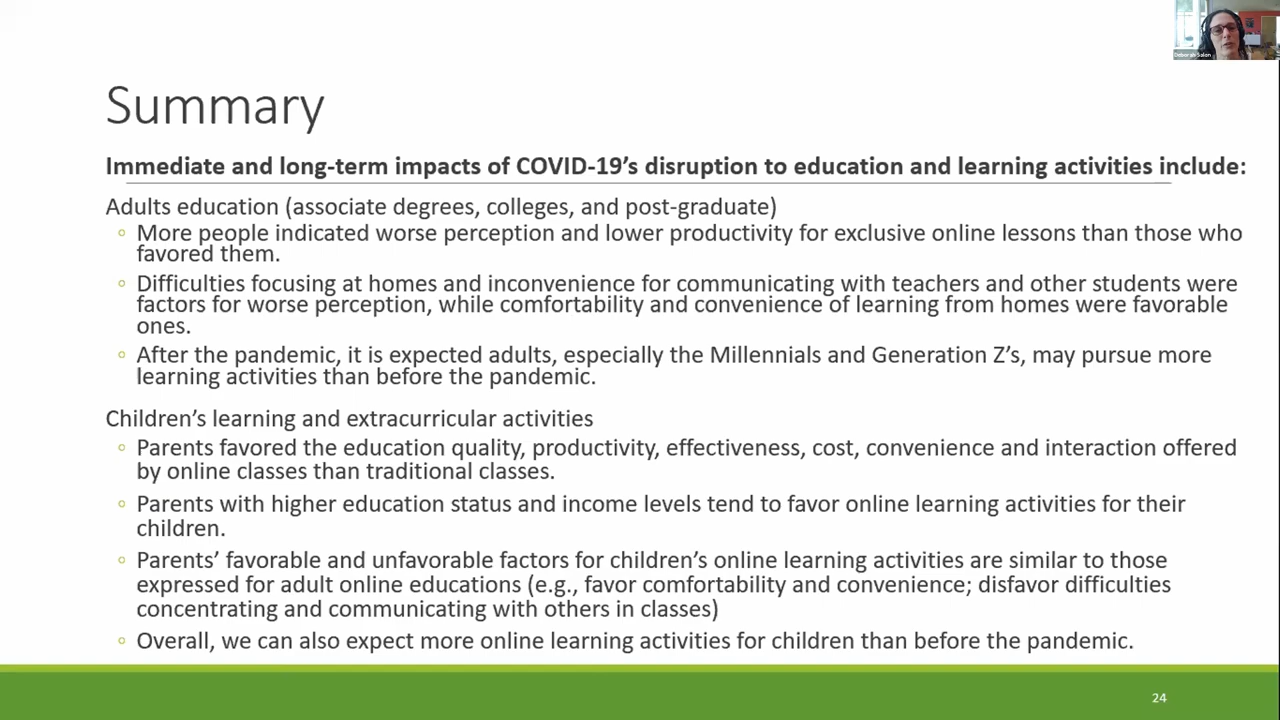 Deborah Salon
Summary
Immediate and long-term impacts of COVID-19’s disruption to education and learning activities include:
Adults education (associate degrees, colleges, and post-graduate)
◦ More people indicated worse perception and lower productivity for exclusive online lessons than those who
favored them.
◦ Difficulties focusing at homes and inconvenience for communicating with teachers and other students were
factors for worse perception, while comfortability and convenience of learning from homes were favorable
ones.
◦ After the pandemic, it is expected adults, especially the Millennials and Generation Z’s, may pursue more
learning activities than before the pandemic.
Children’s learning and extracurricular activities
◦ Parents favored the education quality, productivity, effectiveness, cost, convenience and interaction offered
by online classes than traditional classes.
◦ Parents with higher education status and income levels tend to favor online learning activities for their
children.
◦ Parents’ favorable and unfavorable factors for children’s online learning activities are similar to those
expressed for adult online educations (e.g., favor comfortability and convenience; disfavor difficulties
concentrating and communicating with others in classes)
◦ Overall, we can also expect more online learning activities for children than before the pandemic.
24